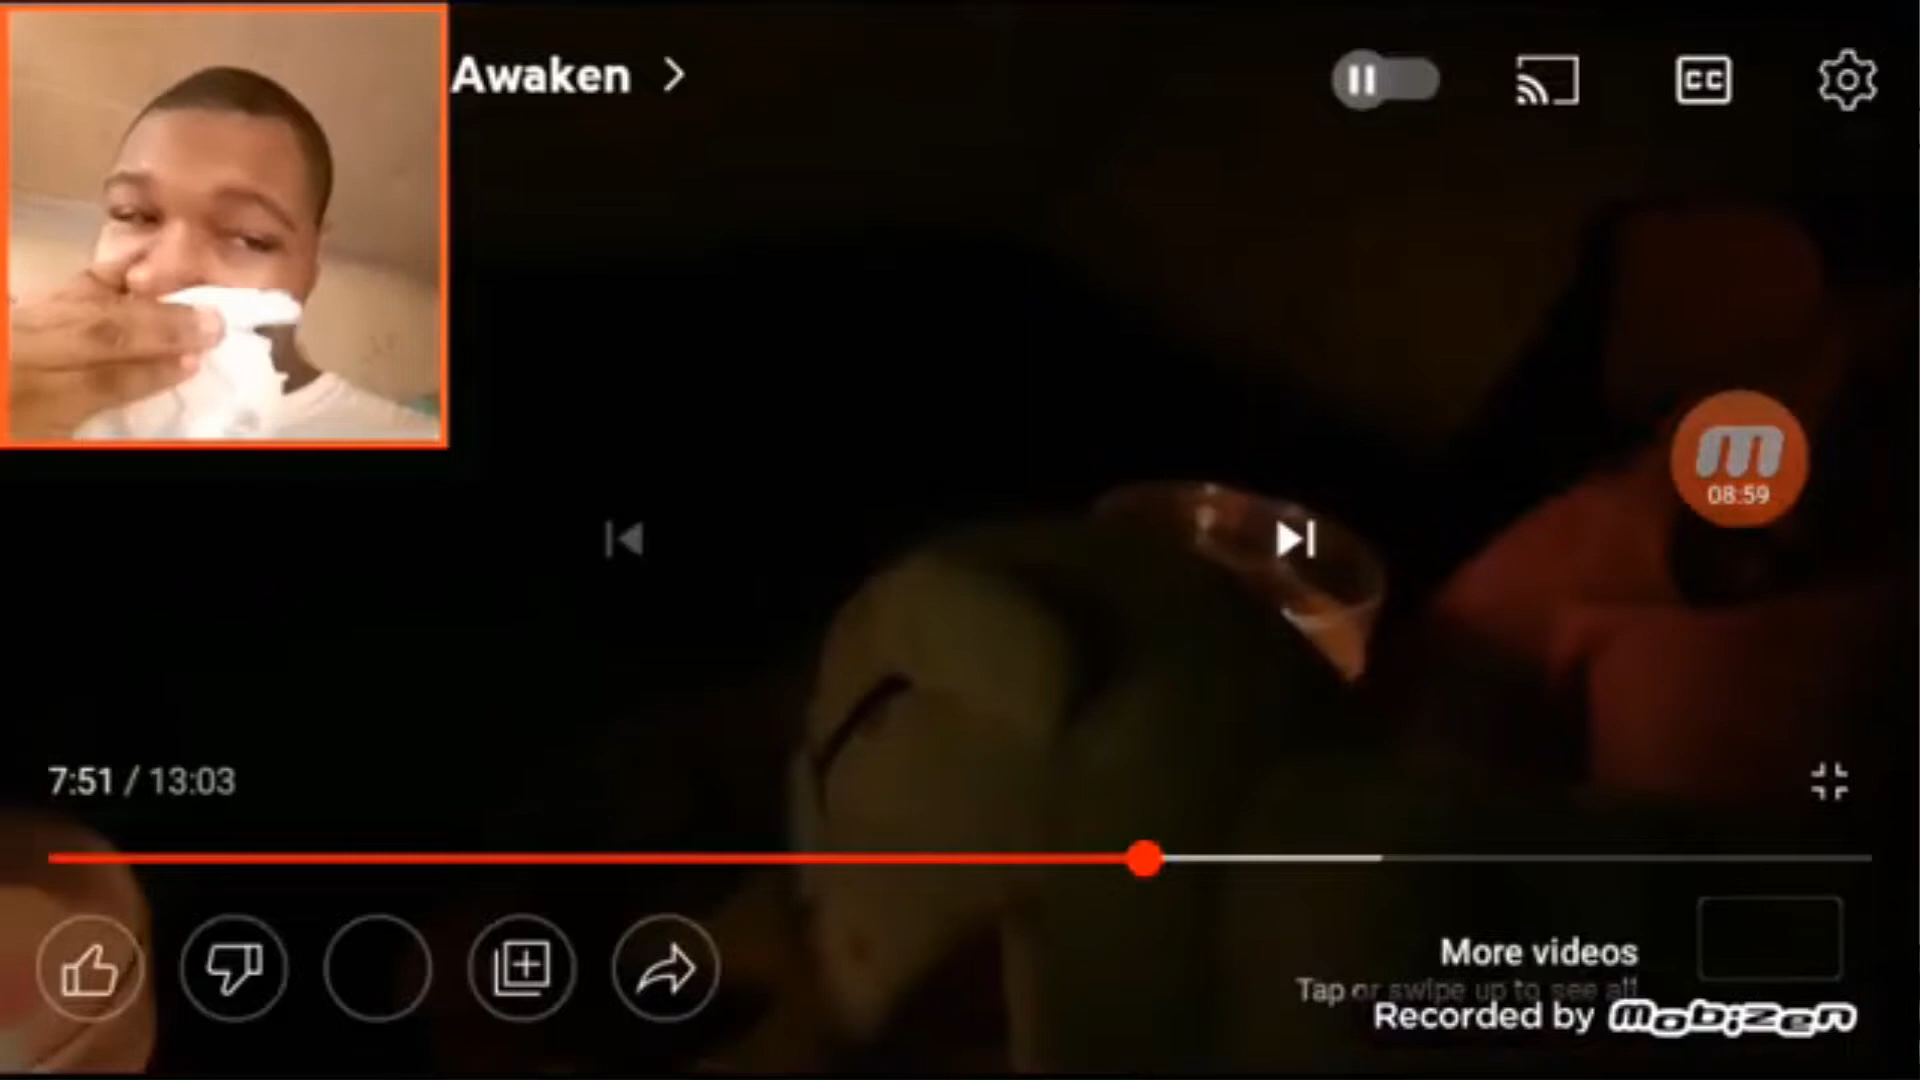 Awaken
CC
08:59
7:51 / 13:03
More videos
Tap or swipe up to see all
Recorded by mobizen